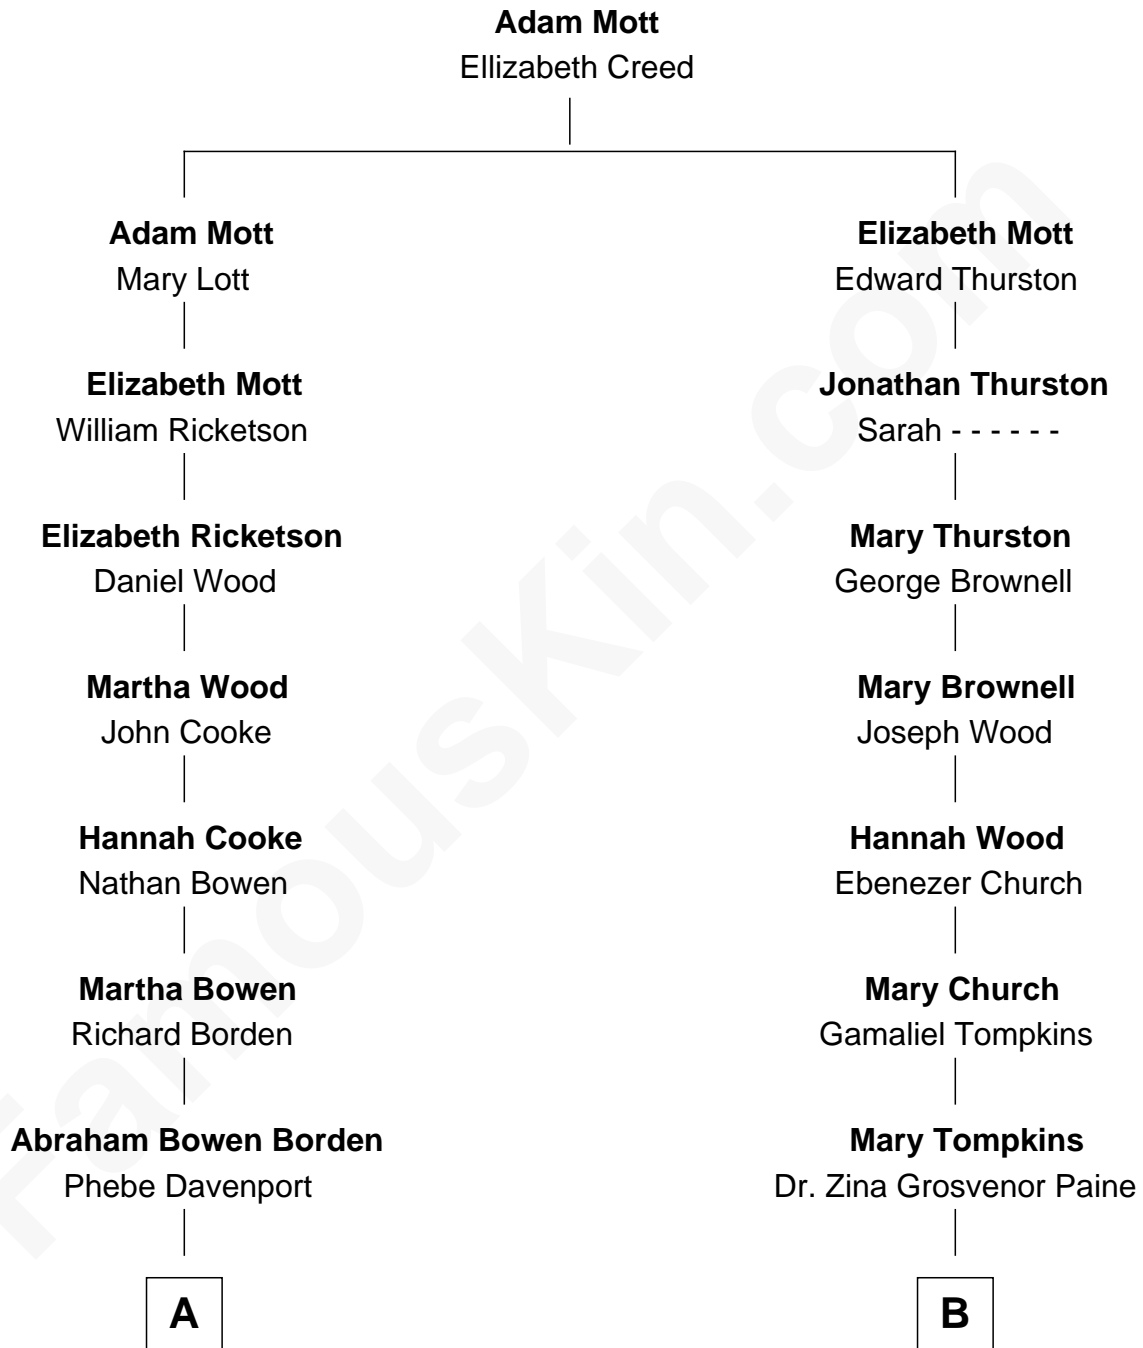 Adam Mott
Ellizabeth Creed
Adam Mott
Mary Lott
Elizabeth Mott
Edward Thurston
Elizabeth Mott
William Ricketson
Jonathan Thurston
Sarah - - - - - -
Elizabeth Ricketson
Daniel Wood
Mary Thurston
George Brownell
Martha Wood
John Cooke
Mary Brownell
Joseph Wood
Hannah Cooke
Nathan Bowen
Hannah Wood
Ebenezer Church
Martha Bowen
Richard Borden
Mary Church
Gamaliel Tompkins
Abraham Bowen Borden
Phebe Davenport
Mary Tompkins
Dr. Zina Grosvenor Paine
A
B
FamousKin.com